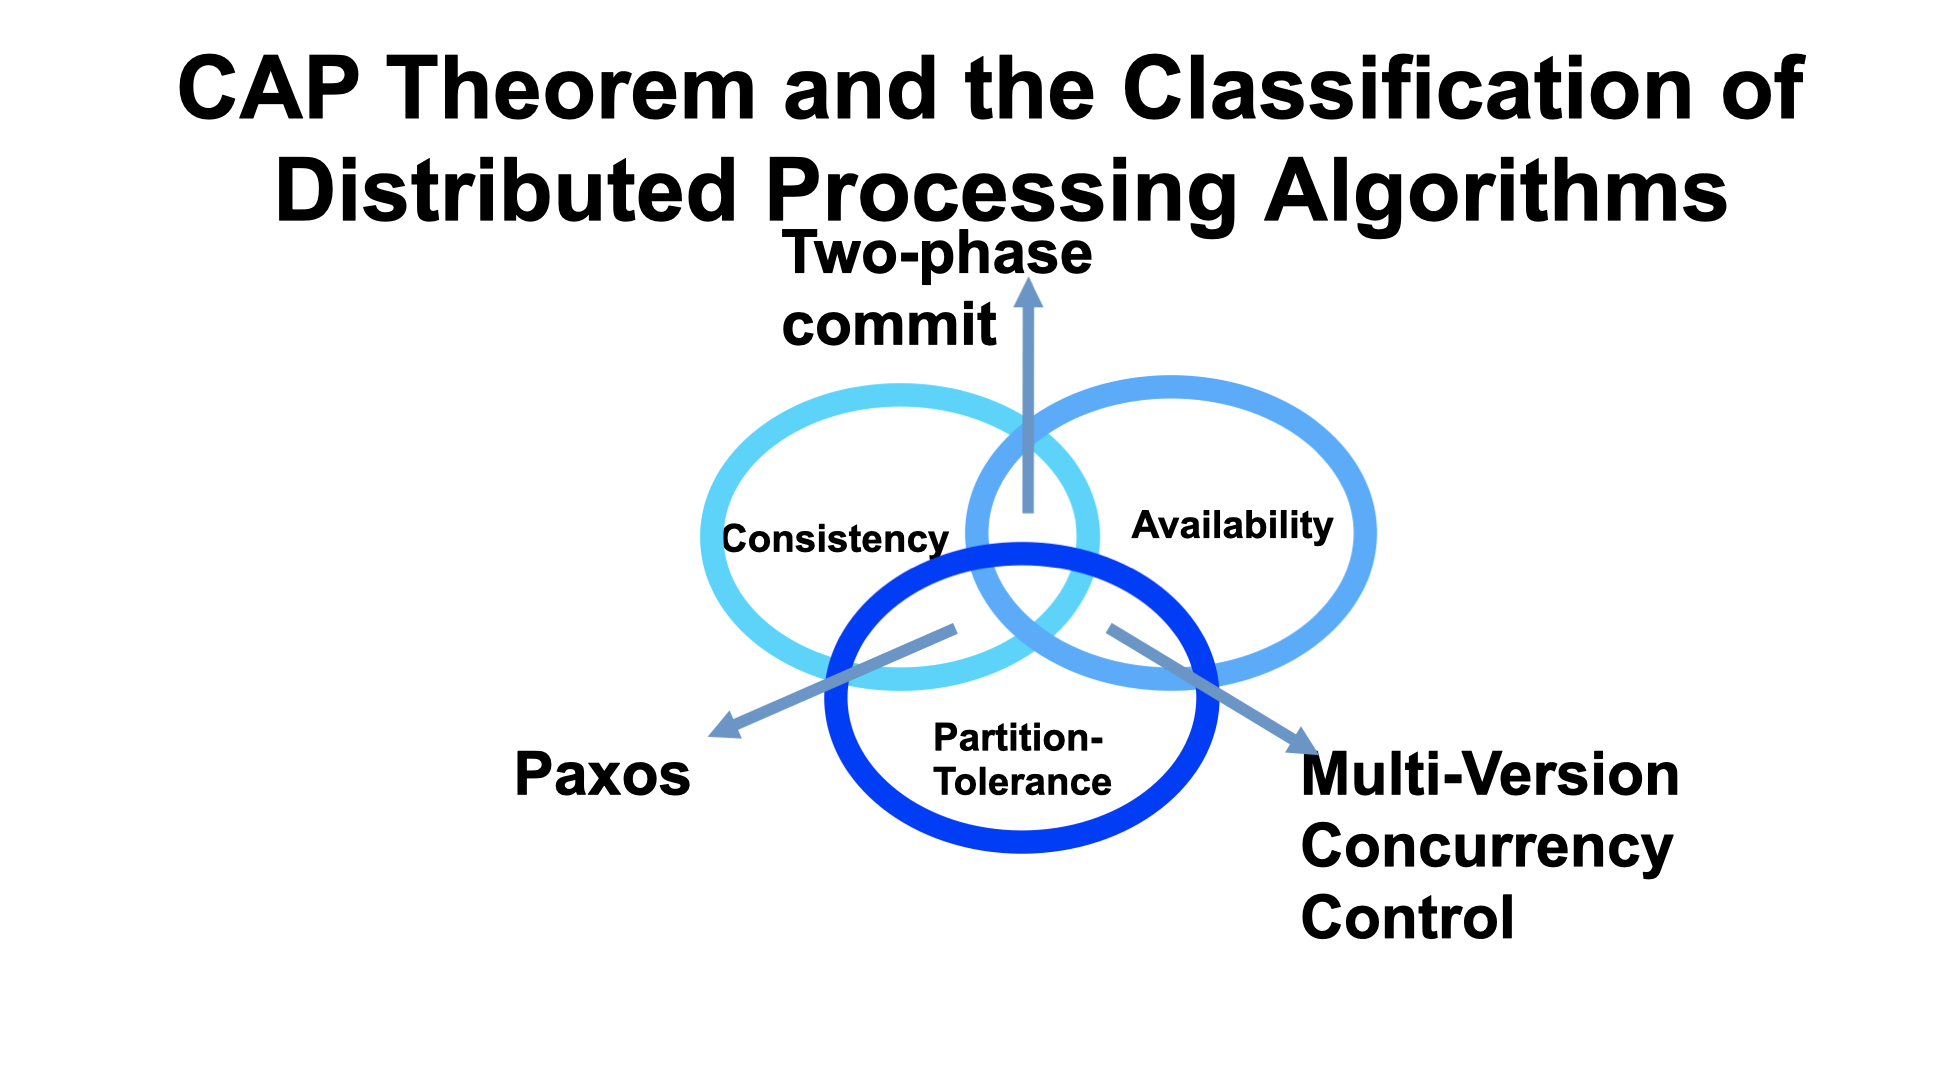 CAP Theorem and the Classification of
Distributed Processing Algorithms
Two-phase
commit
Consistency
Availability
Partition-
Tolerance
Paxos
Multi-Version
Concurrency
Control